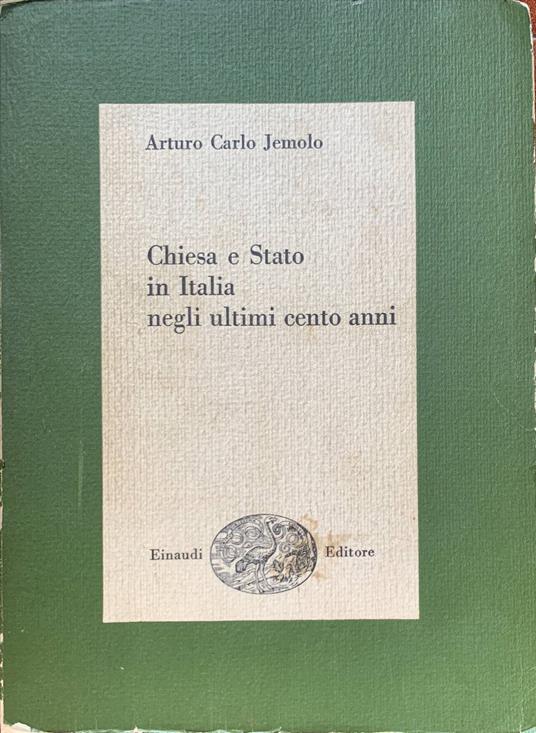 Arturo Carlo Jemolo
Chiesa e Stato
in Italia
negli ultimi cento anni
Einaudi Editore